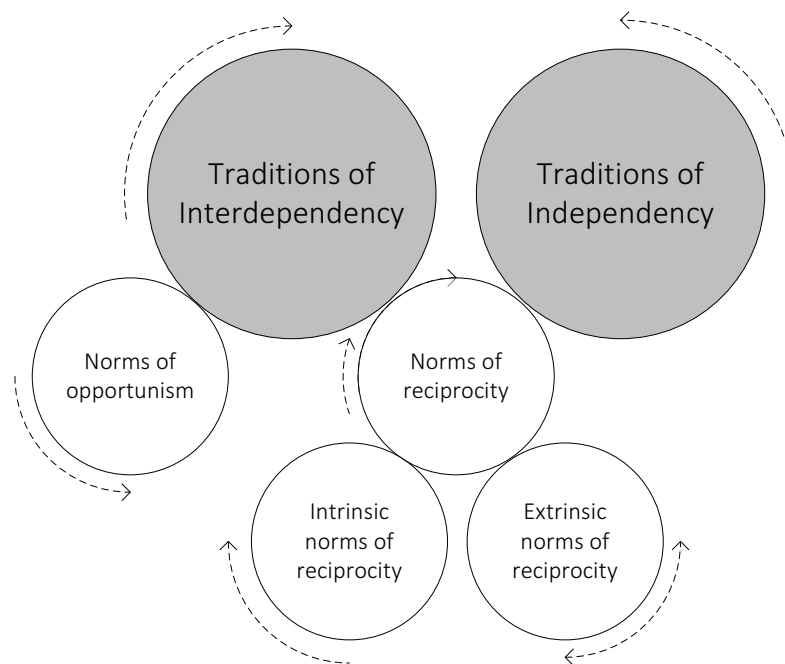 Traditions of
Interdependency
Traditions of
Independency
Norms of
opportunism
Norms of
reciprocity
Intrinsic
norms of
reciprocity
Extrinsic
norms of
reciprocity